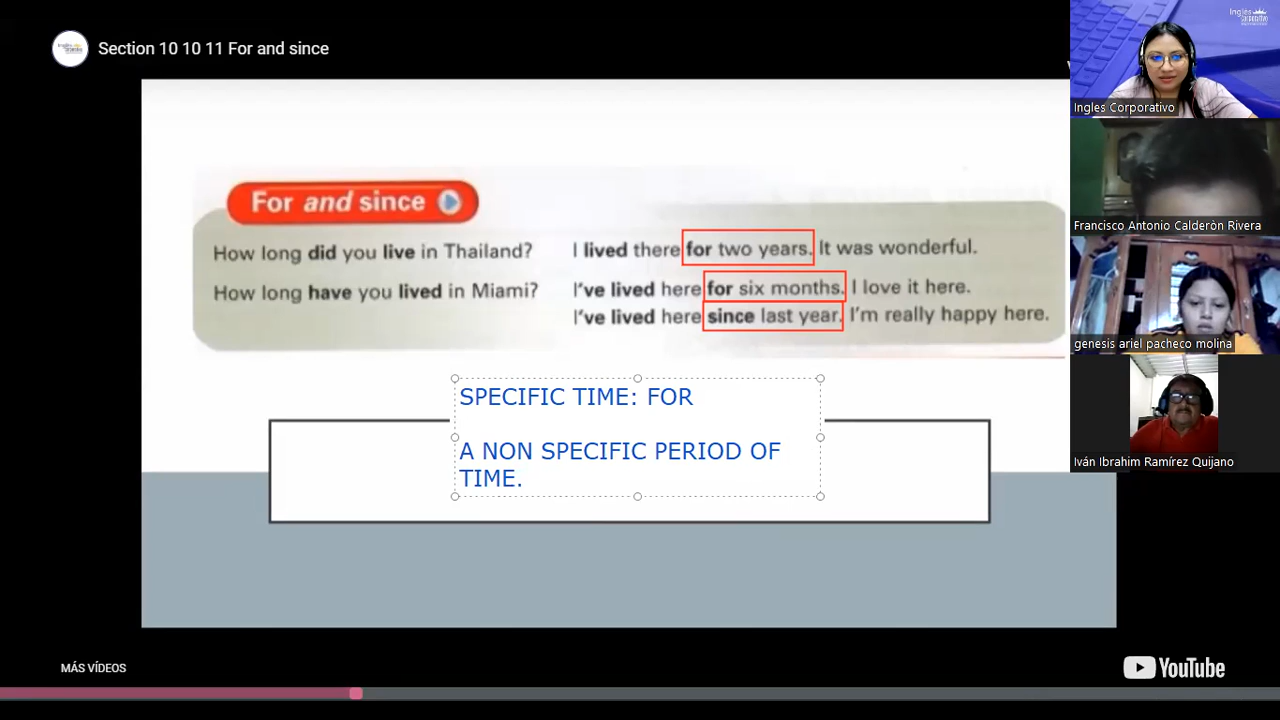 Section 10 10 11 For and since
For and since
How long did you live in Thailand? I lived there for two years. It was wonderful.
How long have you lived in Miami? I've lived here for six months. I love it here.
I've lived here since last year. I'm really happy here.
SPECIFIC TIME: FOR
A NON SPECIFIC PERIOD OF
TIME.
MÁS VÍDEOS
YouTube
Ingles Corporativo
Francisco Antonio Calderòn Rivera
genesis ariel pacheco molina
Iván Ibrahim Ramírez Quijano